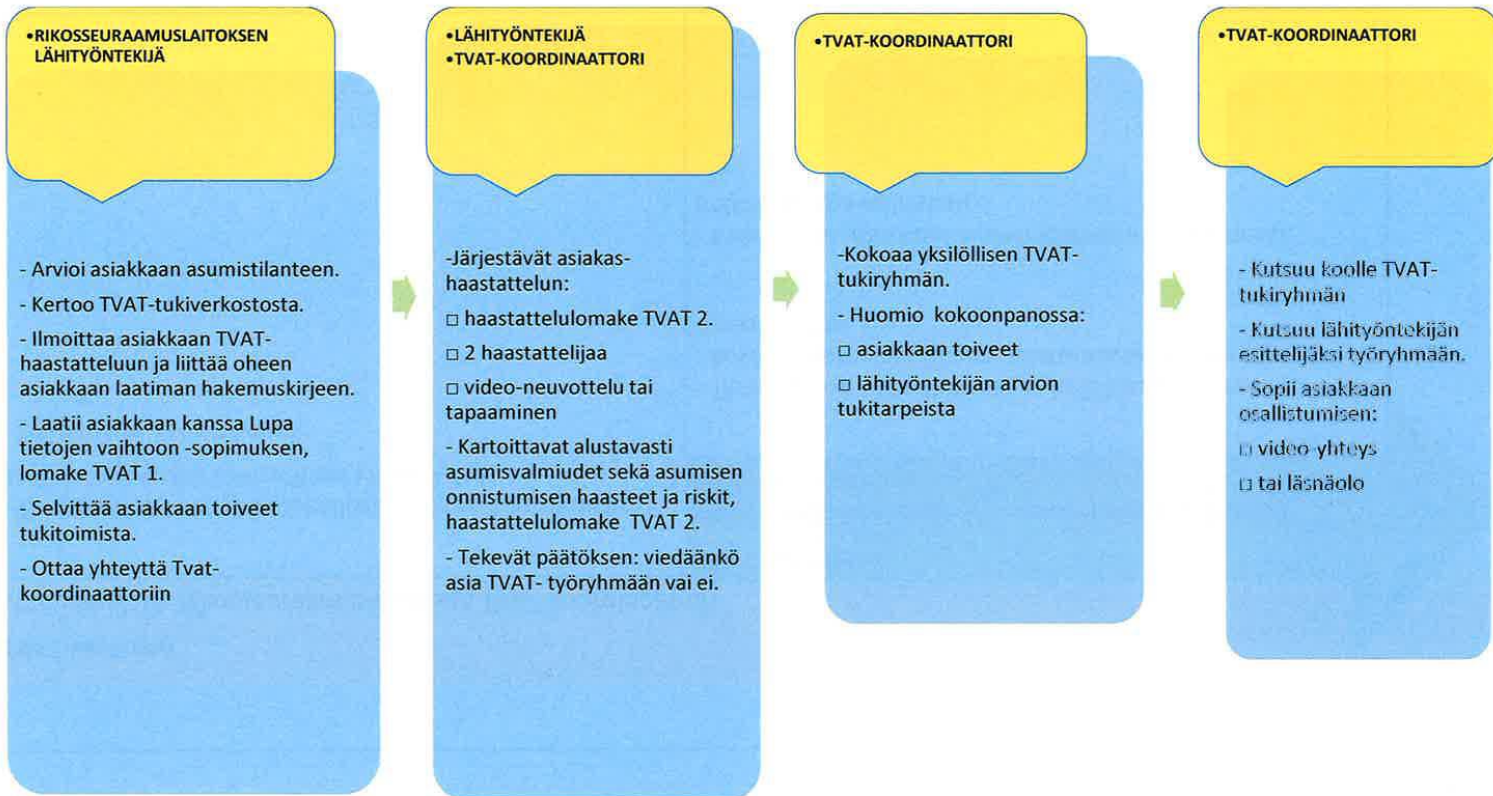 •RIKOSSEURAAMUSLAITOKSEN
LÄHITYÖNTEKIJÄ
- Arvioi asiakkaan asumistilanteen.
- Kertoo TVAT-tukiverkostosta.
- Ilmoittaa asiakkaan TVAT-
haastatteluun ja liittää oheen
asiakkaan laatiman hakemuskirjeen.
- Laatii asiakkaan kanssa Lupa
tietojen vaihtoon -sopimuksen,
lomake TVAT 1.
- Selvittää asiakkaan toiveet
tukitoimista.
- Ottaa yhteyttä Tvat-
koordinaattoriin
•LÄHITYÖNTEKIJÄ
•TVAT-KOORDINAATTORI
-Järjestävät asiakas-
haastattelun:
□ haastattelulomake TVAT 2.
□ 2 haastattelijaa
□ video-neuvottelu tai
tapaaminen
- Kartoittavat alustavasti
asumisvalmiudet sekä asumisen
onnistumisen haasteet ja riskit,
haastattelulomake TVAT 2.
- Tekevät päätöksen: viedäänkö
asia TVAT- työryhmään vai ei.
•TVAT-KOORDINAATTORI
-Kokoaa yksilöllisen TVAT-
tukiryhmän.
- Huomio kokoonpanossa:
□ asiakkaan toiveet
□ lähityöntekijän arvion
tukitarpeista
•TVAT-KOORDINAATTORI
- Kutsuu koolle TVAT-
tukiryhmän
- Kutsuu lähityöntekijän
esittelijäksi työryhmään.
- Sopii asiakkaan
osallistumisen:
□ video-yhteys
□ tai läsnäolo